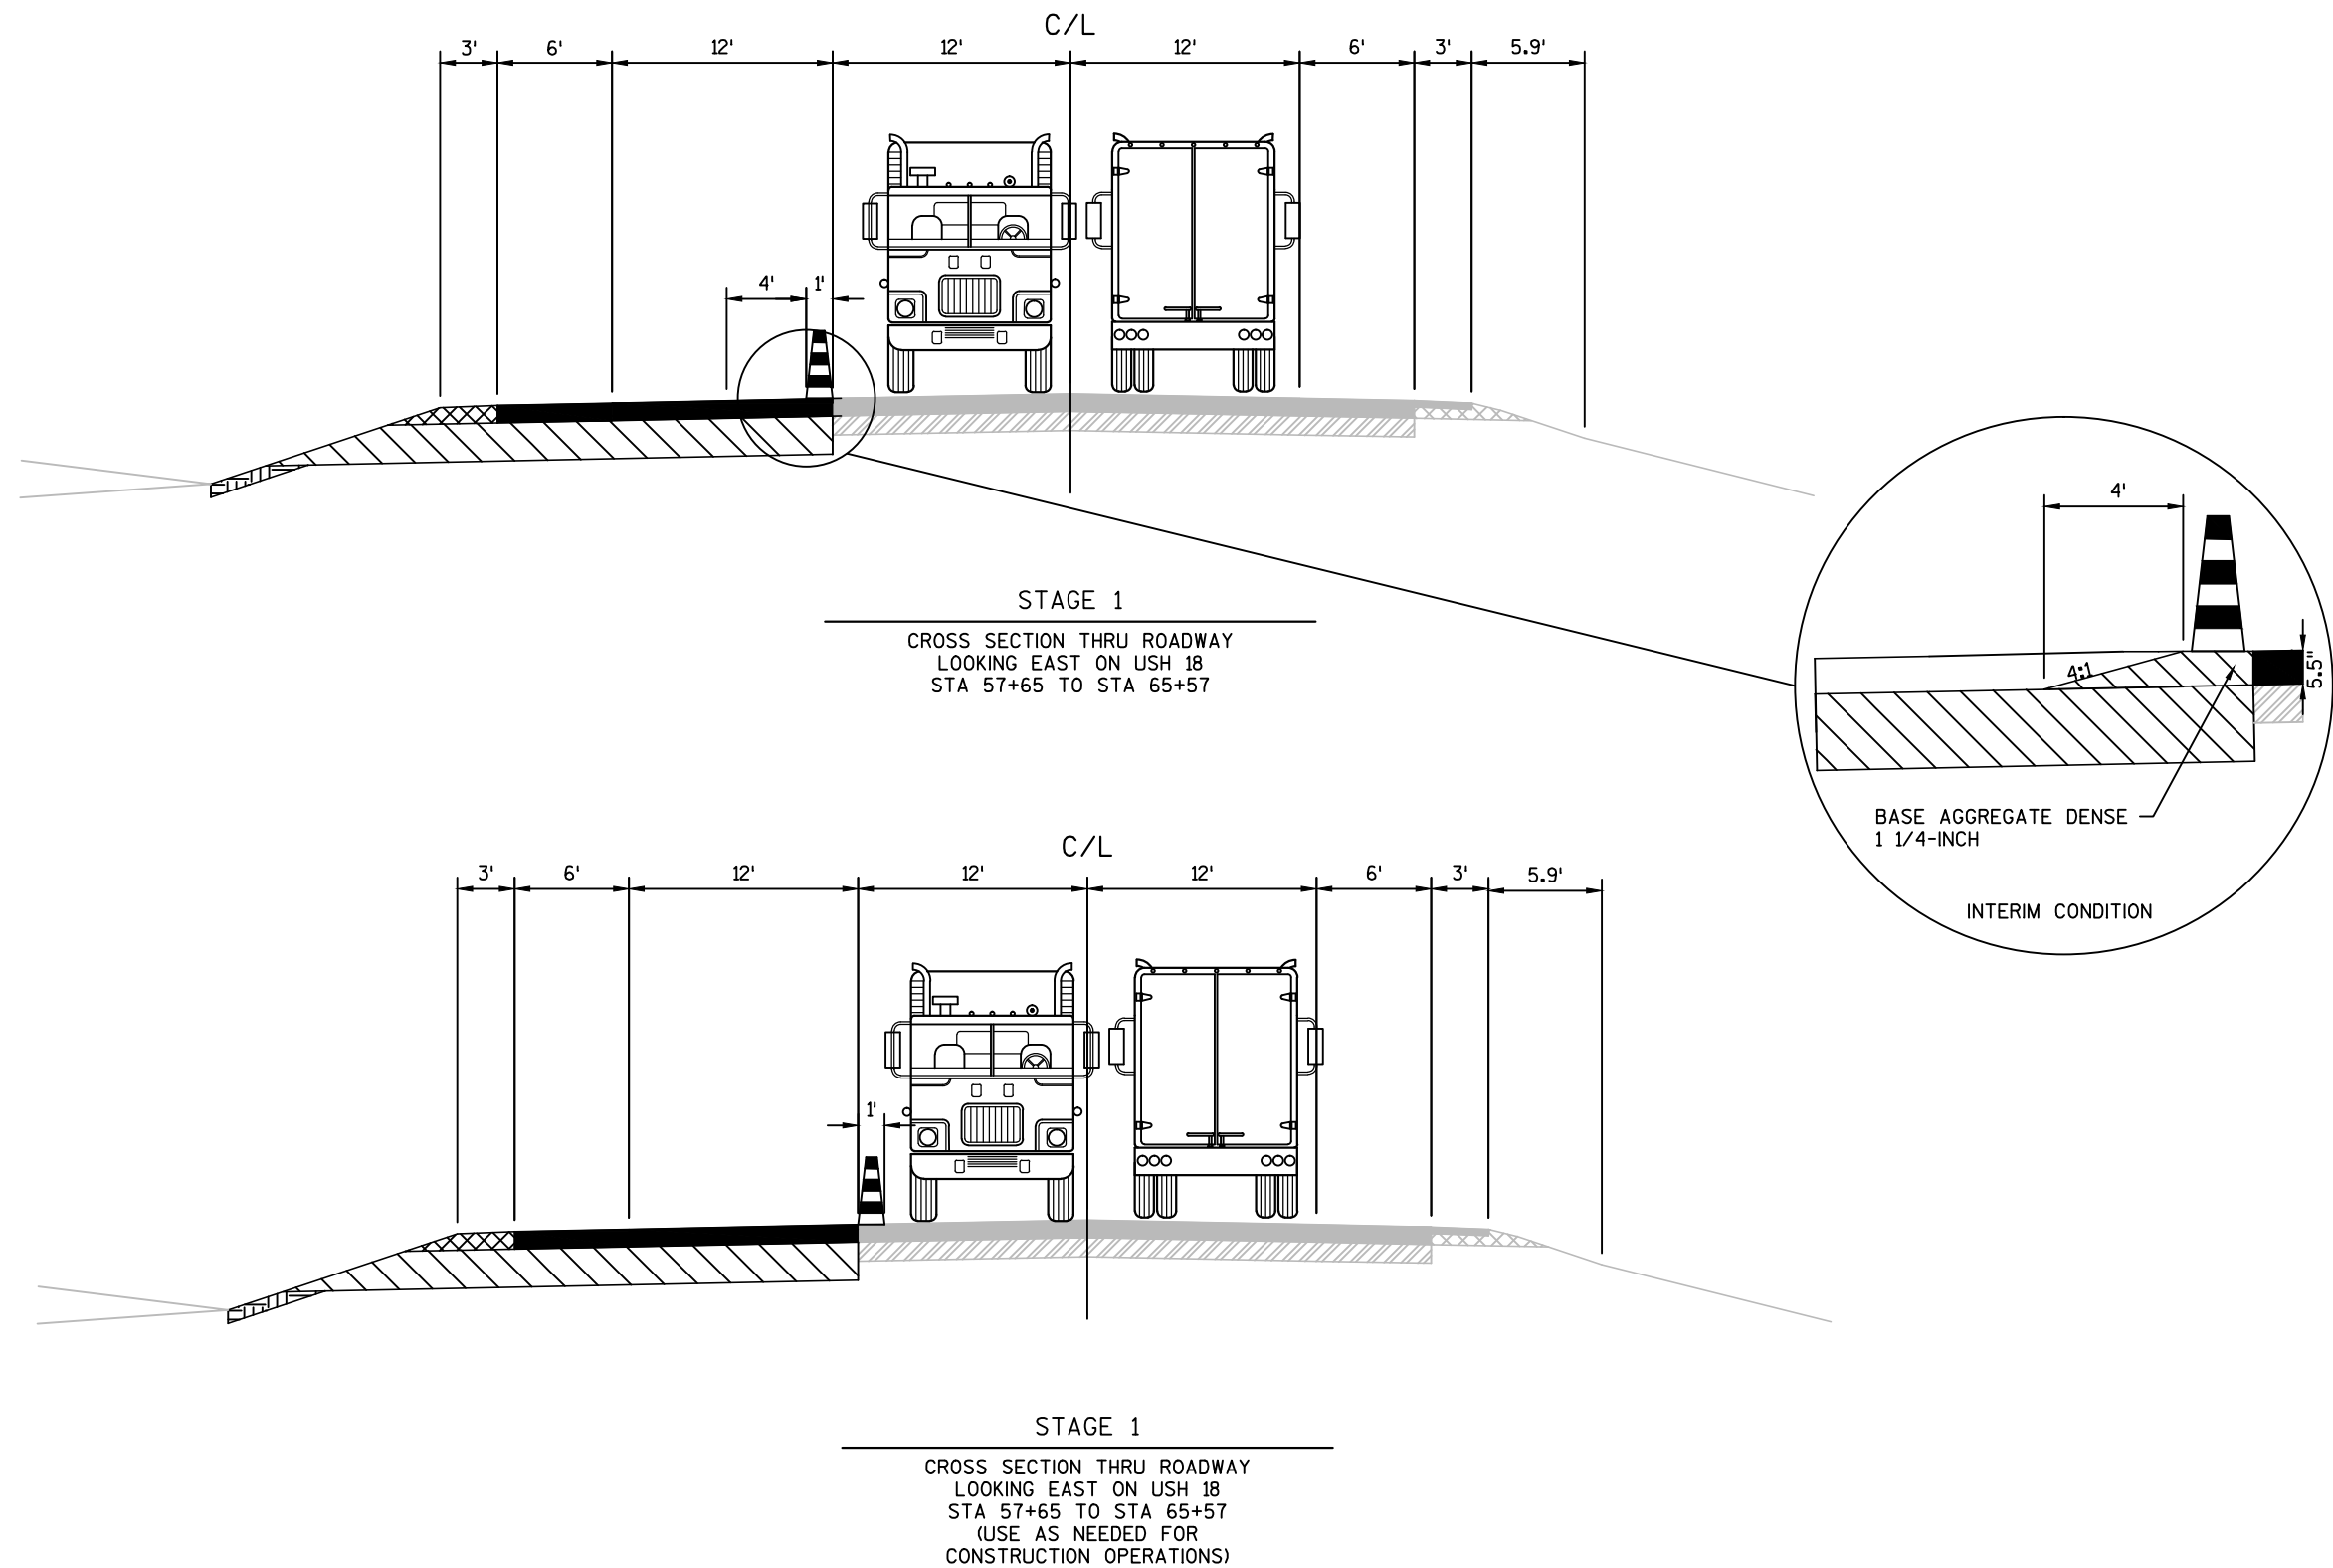 C/L
3' 6' 12' 12' 12' 6' 3' 5.9'
4' 1'
STAGE 1
CROSS SECTION THRU ROADWAY
LOOKING EAST ON USH 18
STA 57+65 TO STA 65+57
4'
4:1
5.5"
BASE AGGREGATE DENSE
1 1/4-INCH
INTERIM CONDITION
C/L
3' 6' 12' 12' 12' 6' 3' 5.9'
1'
STAGE 1
CROSS SECTION THRU ROADWAY
LOOKING EAST ON USH 18
STA 57+65 TO STA 65+57
(USE AS NEEDED FOR
CONSTRUCTION OPERATIONS)